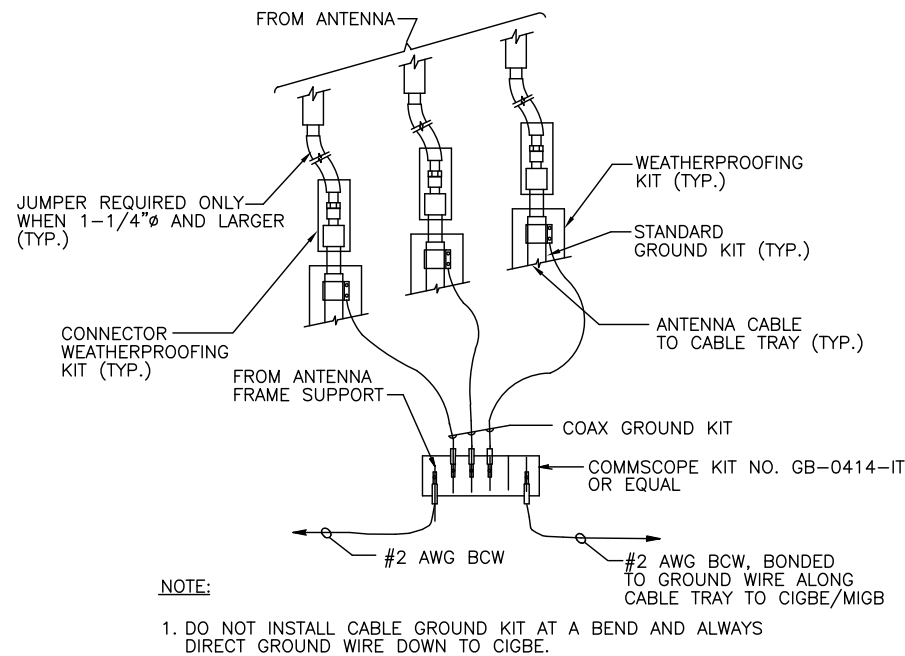 FROM ANTENNA
JUMPER REQUIRED ONLY
WHEN 1-1/4"ø AND LARGER
(TYP.)
WEATHERPROOFING
KIT (TYP.)
STANDARD
GROUND KIT (TYP.)
CONNECTOR
WEATHERPROOFING
KIT (TYP.)
ANTENNA CABLE
TO CABLE TRAY (TYP.)
FROM ANTENNA
FRAME SUPPORT
COAX GROUND KIT
COMMSCOPE KIT NO. GB-0414-IT
OR EQUAL
#2 AWG BCW
#2 AWG BCW, BONDED
TO GROUND WIRE ALONG
CABLE TRAY TO CIGBE/MIGB
NOTE:
1. DO NOT INSTALL CABLE GROUND KIT AT A BEND AND ALWAYS
DIRECT GROUND WIRE DOWN TO CIGBE.